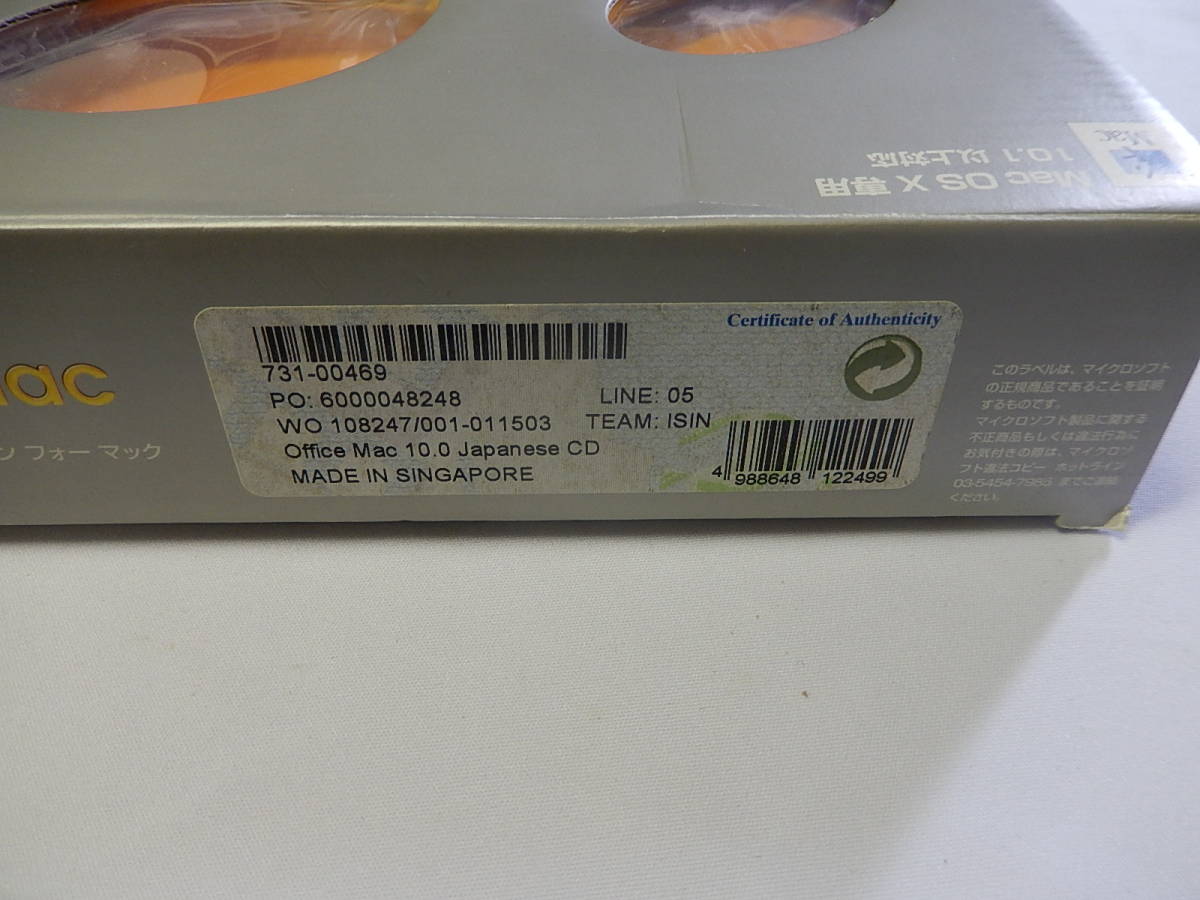 Mac
Mac OS X 専用
10.1 以上対応
mac
ン フォー マック
Certificate of Authenticity
731-00469
PO: 6000048248
LINE: 05
WO 108247/001-011503
TEAM: ISIN
Office Mac 10.0 Japanese CD
MADE IN SINGAPORE
4 988648 122499
このラベルは、マイクロソフト
の正規商品であることを証明
するものです。
マイクロソフト製品に関する
不正商品もしくは違法行為に
お気付きの際は、マイクロソ
フト違法コピー ホットライン
03-5454-7985 までご連絡
ください。